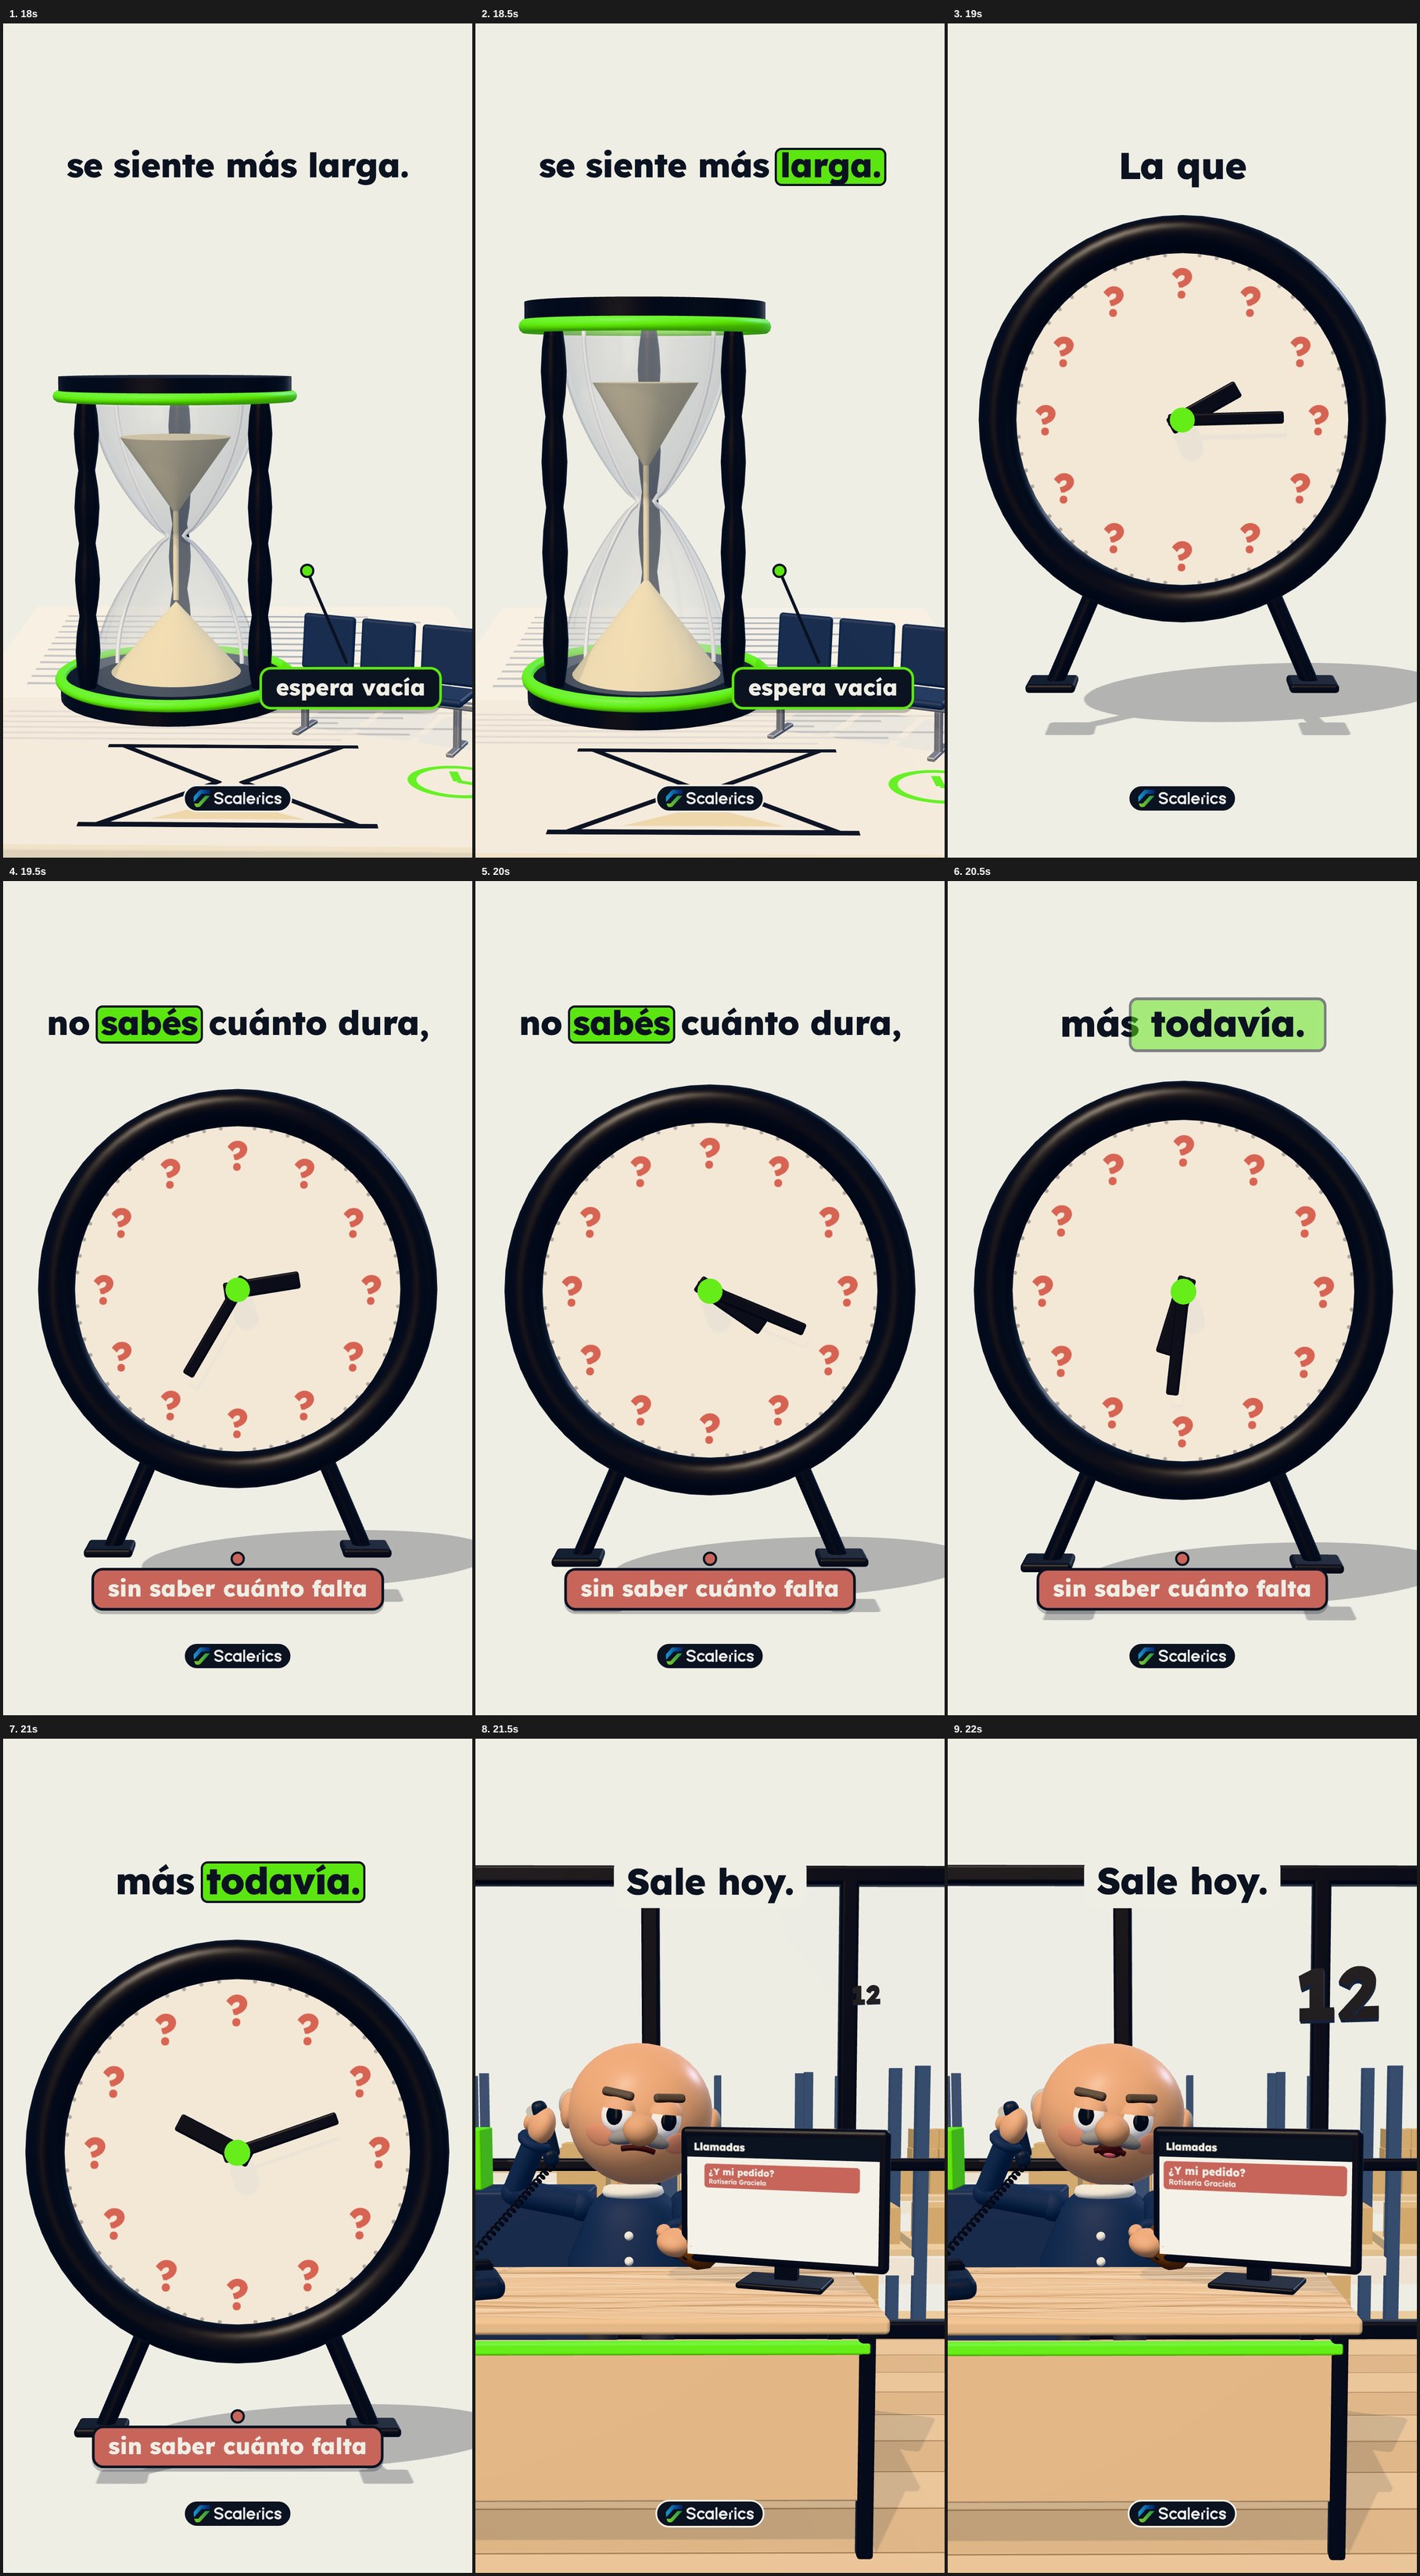 1. 18s
se siente más larga.
espera vacía
Scalerics
2. 18.5s
se siente más larga.
espera vacía
Scalerics
3. 19s
La que
? ? ? ? ? ? ? ? ? ? ? ?
Scalerics
4. 19.5s
no sabés cuánto dura,
? ? ? ? ? ? ? ? ? ? ? ?
sin saber cuánto falta
Scalerics
5. 20s
no sabés cuánto dura,
? ? ? ? ? ? ? ? ? ? ? ?
sin saber cuánto falta
Scalerics
6. 20.5s
más todavía.
? ? ? ? ? ? ? ? ? ? ? ?
sin saber cuánto falta
Scalerics
7. 21s
más todavía.
? ? ? ? ? ? ? ? ? ? ? ?
sin saber cuánto falta
Scalerics
8. 21.5s
Sale hoy.
12
Llamadas
¿Y mi pedido?
Rotisería Graciela
Scalerics
9. 22s
Sale hoy.
12
Llamadas
¿Y mi pedido?
Rotisería Graciela
Scalerics